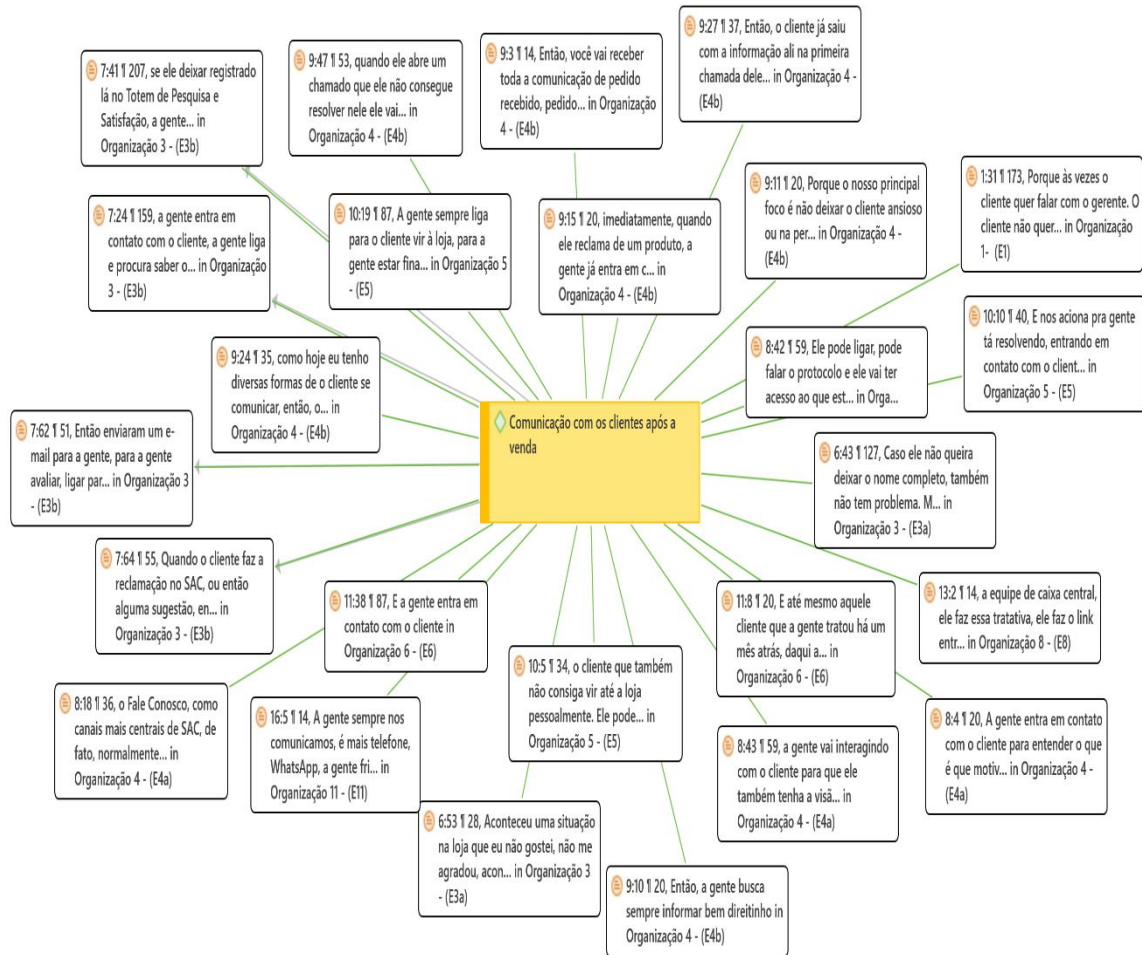 7:41 ¶ 207, se ele deixar registrado
lá no Totem de Pesquisa e
Satisfação, a gente... in
Organização 3 - (E3b)
9:47 ¶ 53, quando ele abre um
chamado que ele não consegue
resolver nele ele vai... in
Organização 4 - (E4b)
9:3 ¶ 14, Então, você vai receber
toda a comunicação de pedido
recebido, pedido... in Organização
4 - (E4b)
9:27 ¶ 37, Então, o cliente já saiu
com a informação ali na primeira
chamada dele... in Organização 4 -
(E4b)
7:24 ¶ 159, a gente entra em
contato com o cliente, a gente liga
e procura saber o... in Organização
3 - (E3b)
10:19 ¶ 87, A gente sempre liga
para o cliente vir à loja, para a
gente estar fina... in Organização 5
- (E5)
9:15 ¶ 20, imediatamente, quando
ele reclama de um produto, a
gente já entra em c... in
Organização 4 - (E4b)
9:11 ¶ 20, Porque o nosso principal
foco é não deixar o cliente ansioso
ou na per... in Organização 4 -
(E4b)
1:31 ¶ 173, Porque às vezes o
cliente quer falar com o gerente. O
cliente não quer... in Organização
1- (E1)
9:24 ¶ 35, como hoje eu tenho
diversas formas de o cliente se
comunicar, então, o... in
Organização 4 - (E4b)
8:42 ¶ 59, Ele pode ligar, pode
falar o protocolo e ele vai ter
acesso ao que est... in Orga...
10:10 ¶ 40, E nos aciona pra gente
tá resolvendo, entrando em
contato com o client... in
Organização 5 - (E5)
Comunicação com os clientes após a
venda
7:62 ¶ 51, Então enviaram um e-
mail para a gente, para a gente
avaliar, ligar par... in Organização 3
- (E3b)
6:43 ¶ 127, Caso ele não queira
deixar o nome completo, também
não tem problema. M... in
Organização 3 - (E3a)
7:64 ¶ 55, Quando o cliente faz a
reclamação no SAC, ou então
alguma sugestão, en... in
Organização 3 - (E3b)
11:38 ¶ 87, E a gente entra em
contato com o cliente in
Organização 6 - (E6)
11:8 ¶ 20, E até mesmo aquele
cliente que a gente tratou há um
mês atrás, daqui a... in
Organização 6 - (E6)
13:2 ¶ 14, a equipe de caixa central,
ele faz essa tratativa, ele faz o link
entr... in Organização 8 - (E8)
8:18 ¶ 36, o Fale Conosco, como
canais mais centrais de SAC, de
fato, normalmente... in
Organização 4 - (E4a)
16:5 ¶ 14, A gente sempre nos
comunicamos, é mais telefone,
WhatsApp, a gente fri... in
Organização 11 - (E11)
10:5 ¶ 34, o cliente que também
não consiga vir até a loja
pessoalmente. Ele pode... in
Organização 5 - (E5)
8:43 ¶ 59, a gente vai interagindo
com o cliente para que ele
também tenha a visã... in
Organização 4 - (E4a)
8:4 ¶ 20, A gente entra em contato
com o cliente para entender o que
é que motiv... in Organização 4 -
(E4a)
6:53 ¶ 28, Aconteceu uma situação
na loja que eu não gostei, não me
agradou, acon... in Organização 3
- (E3a)
9:10 ¶ 20, Então, a gente busca
sempre informar bem direitinho in
Organização 4 - (E4b)